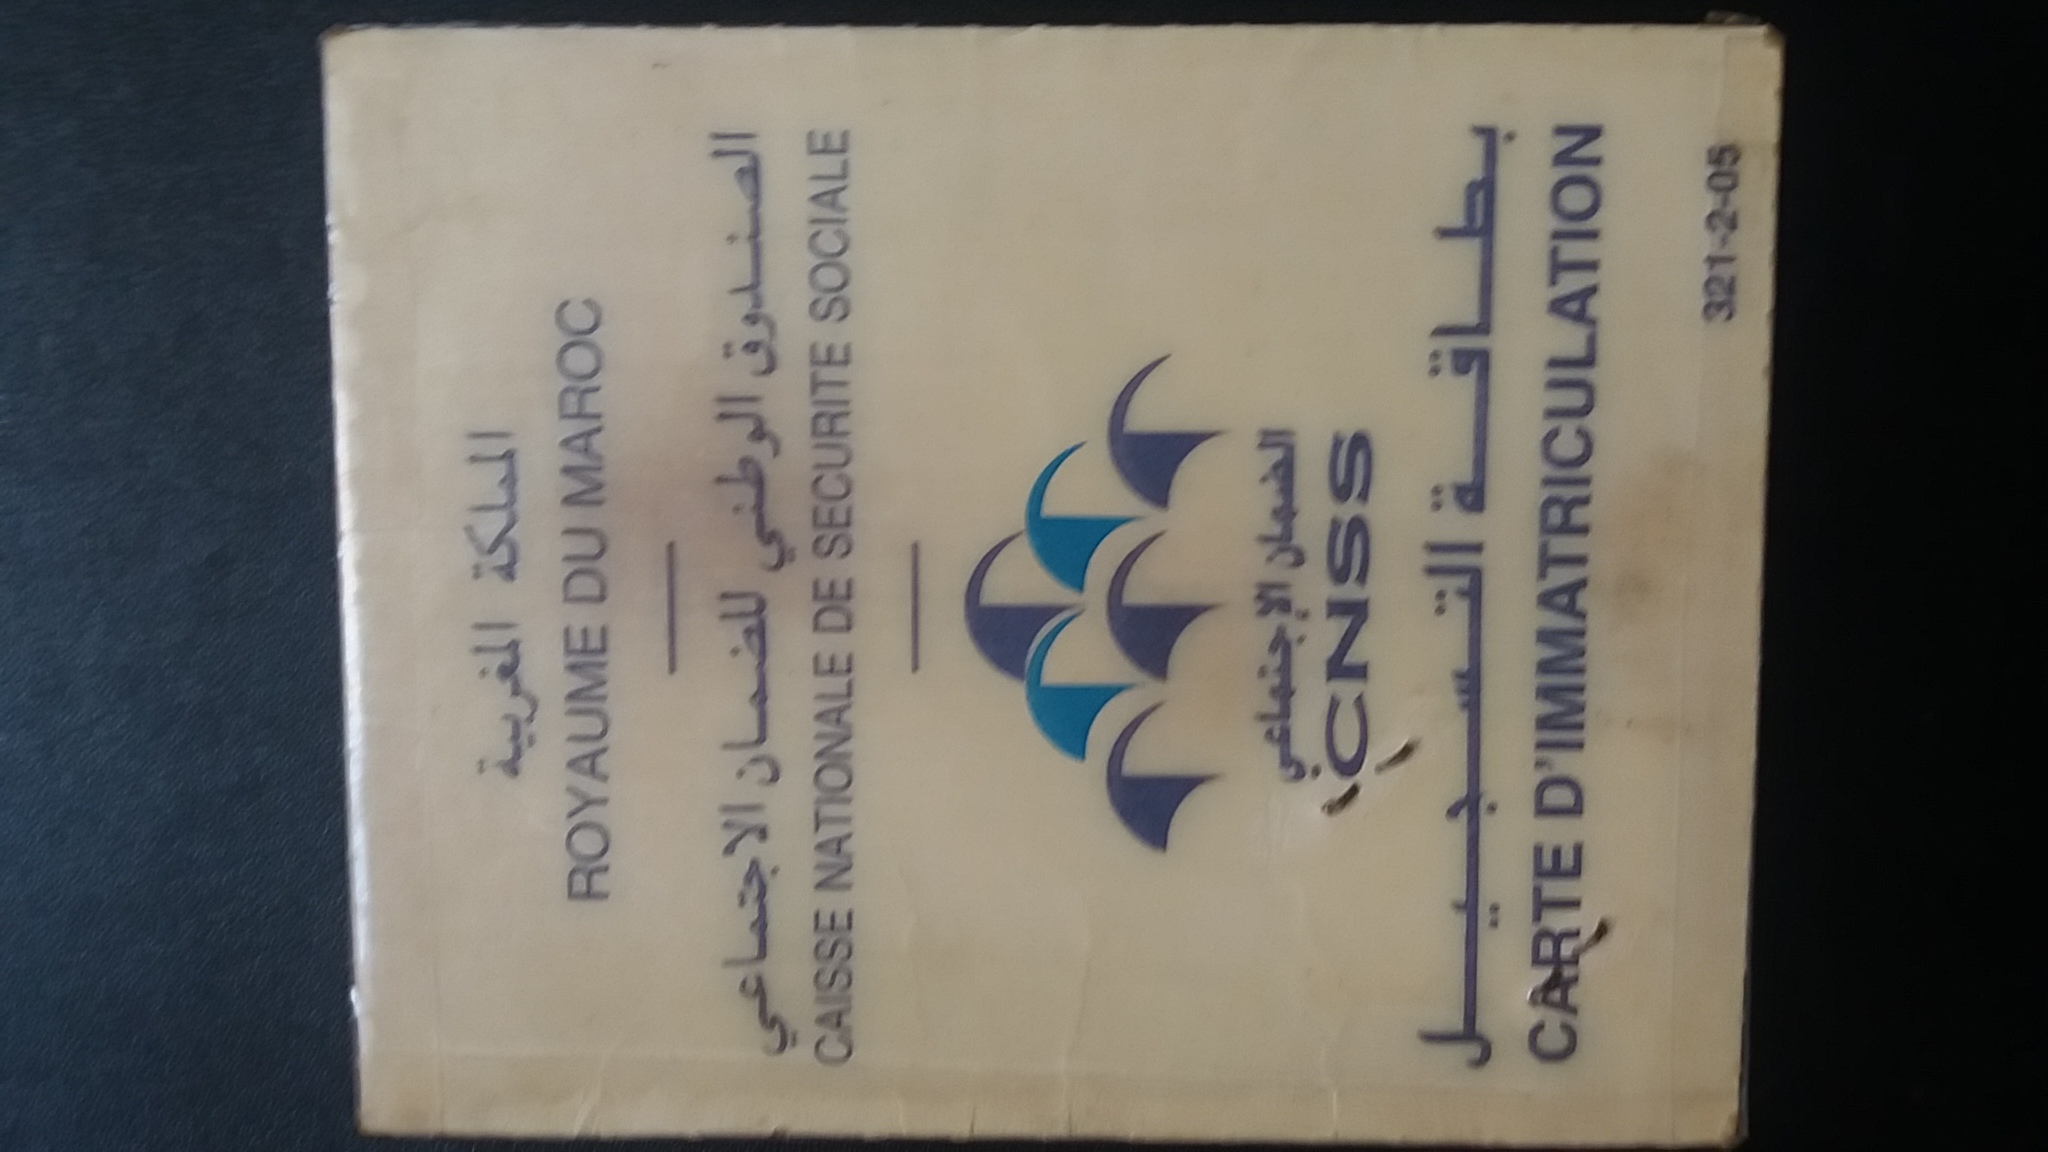 المملكة المغربية
ROYAUME DU MAROC
الصندوق الوطني للضمان الاجتماعي
CAISSE NATIONALE DE SECURITE SOCIALE
الضمان الإجتماعي
CNSS
بطاقة التسجيل
CARTE D'IMMATRICULATION
321-2-05